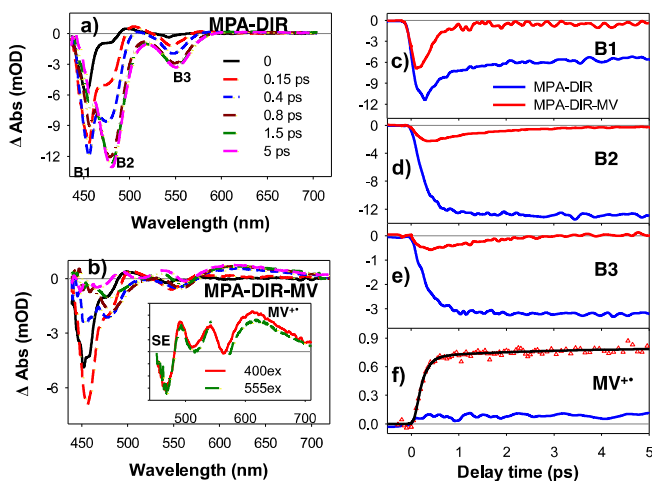 a) MPA-DIR
Δ Abs (mOD)
0
-3
-6
-9
-12
B1
B2
B3
0
0.15 ps
0.4 ps
0.8 ps
1.5 ps
5 ps
450 500 550 600 650 700
Wavelength (nm)
b) MPA-DIR-MV
Δ Abs (mOD)
0
-3
-6
SE
MV+•
400ex
555ex
500 600 700
450 500 550 600 650 700
Wavelength (nm)
c) B1
0
-3
-6
-9
-12
MPA-DIR
MPA-DIR-MV
d) B2
0
-4
-8
-12
e) B3
0
-1
-2
-3
f) MV+•
0.9
0.6
0.3
0.0
0 1 2 3 4 5
Delay time (ps)